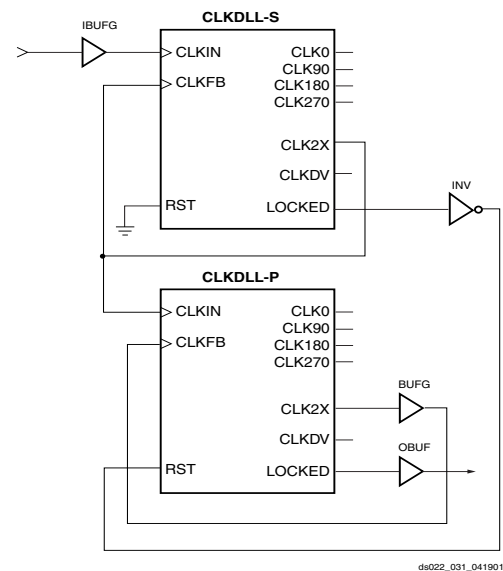 CLKDLL-S
IBUFG
CLKIN
CLKFB
RST
CLK0
CLK90
CLK180
CLK270
CLK2X
CLKDV
LOCKED
INV
CLKDLL-P
CLKIN
CLKFB
RST
CLK0
CLK90
CLK180
CLK270
CLK2X
CLKDV
LOCKED
BUFG
OBUF
ds022_031_041901